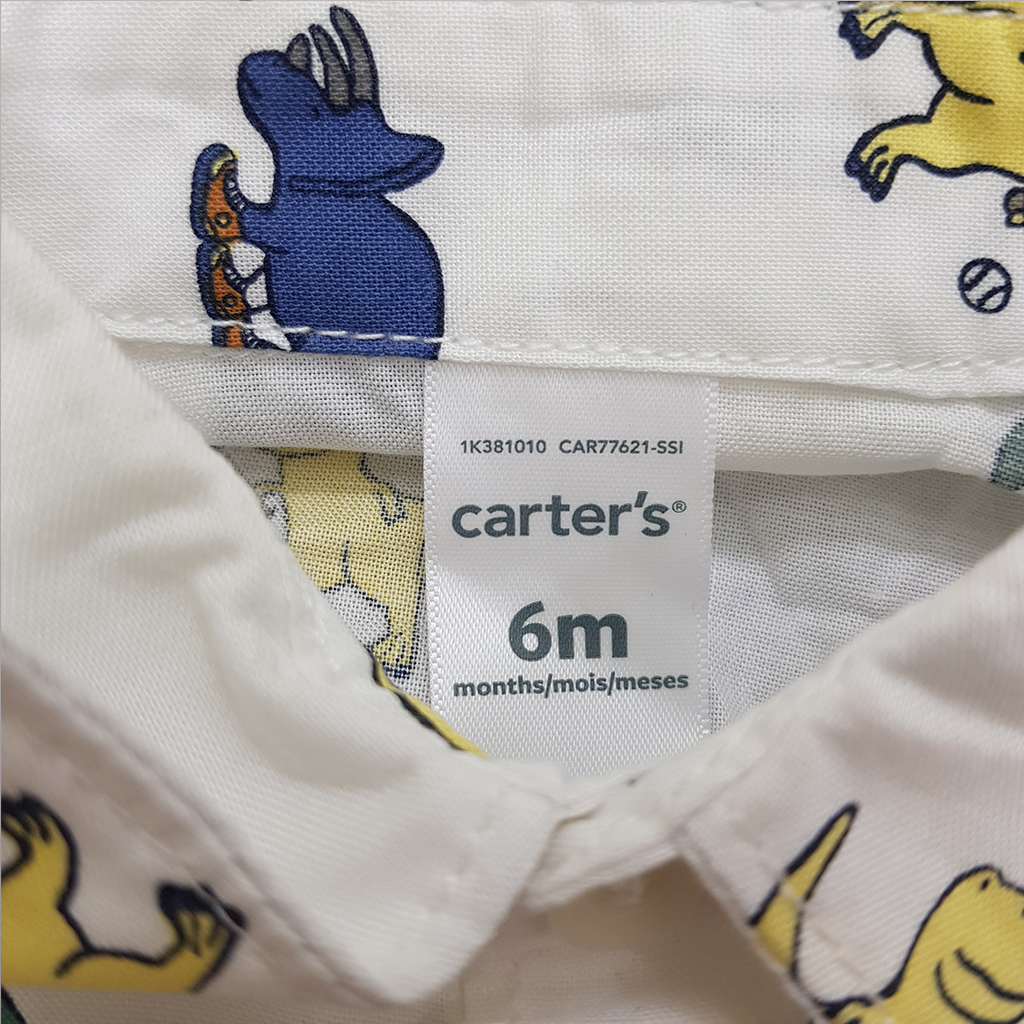 1K381010 CAR77621-SSI
carter's®
6m
months/mois/meses